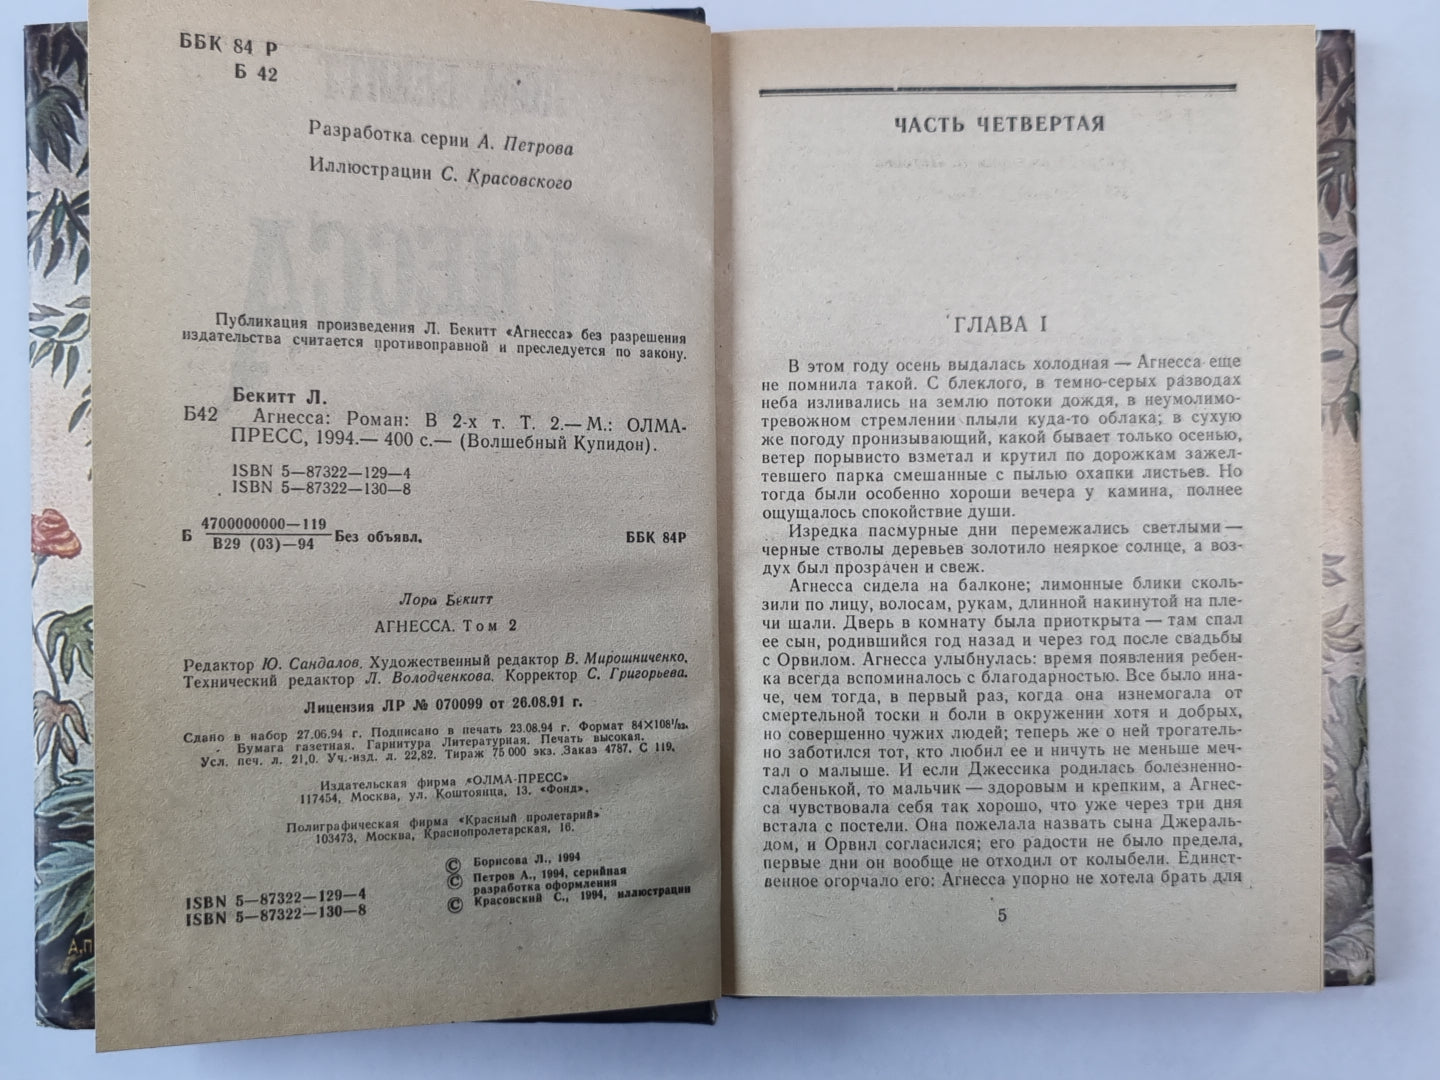 ББК 84 Р
Б 42
Разработка серии А. Петрова
Иллюстрации С. Красовского
Публикация произведения Л. Бекитт «Агнесса» без разрешения
издательства считается противоправной и преследуется по закону.
Бекитт Л.
Б42 Агнесса: Роман: В 2-х т. Т. 2.— М.: ОЛМА-
ПРЕСС, 1994.— 400 с.— (Волшебный Купидон).
ISBN 5—87322—129—4
ISBN 5—87322—130—8
Б 4700000000—119 Без объявл. ББК 84Р
В29 (03)—94
Лора Бекитт
АГНЕССА. Том 2
Редактор Ю. Сандалов. Художественный редактор В. Мирошниченко.
Технический редактор Л. Володченкова. Корректор С. Григорьева.
Лицензия ЛР № 070099 от 26.08.91 г.
Сдано в набор 27.06.94 г. Подписано в печать 23.08.94 г. Формат 84×108¹/₃₂.
Бумага газетная. Гарнитура Литературная. Печать высокая.
Усл. печ. л. 21,0. Уч.-изд. л. 22,82. Тираж 75 000 экз. Заказ 4787. С 119.
Издательская фирма «ОЛМА-ПРЕСС»
117454, Москва, ул. Коштоянца, 13. «Фонд».
Полиграфическая фирма «Красный пролетарий»
103473, Москва, Краснопролетарская, 16.
© Борисова Л., 1994
© Петров А., 1994, серийная
разработка оформления
© Красовский С., 1994, иллюстрации
ISBN 5—87322—129—4
ISBN 5—87322—130—8
А.П
ЧАСТЬ ЧЕТВЕРТАЯ
ГЛАВА I
В этом году осень выдалась холодная — Агнесса еще
не помнила такой. С блеклого, в темно-серых разводах
неба изливались на землю потоки дождя, в неумолимо-
тревожном стремлении плыли куда-то облака; в сухую
же погоду пронизывающий, какой бывает только осенью,
ветер порывисто взметал и крутил по дорожкам зажел-
тевшего парка смешанные с пылью охапки листьев. Но
тогда были особенно хороши вечера у камина, полнее
ощущалось спокойствие души.
Изредка пасмурные дни перемежались светлыми —
черные стволы деревьев золотило неяркое солнце, а воз-
дух был прозрачен и свеж.
Агнесса сидела на балконе; лимонные блики сколь-
зили по лицу, волосам, рукам, длинной накинутой на пле-
чи шали. Дверь в комнату была приоткрыта — там спал
ее сын, родившийся год назад и через год после свадьбы
с Орвилом. Агнесса улыбнулась: время появления ребен-
ка всегда вспоминалось с благодарностью. Все было ина-
че, чем тогда, в первый раз, когда она изнемогала от
смертельной тоски и боли в окружении хотя и добрых,
но совершенно чужих людей; теперь же о ней трогатель-
но заботился тот, кто любил ее и ничуть не меньше меч-
тал о малыше. И если Джессика родилась болезненно-
слабенькой, то мальчик — здоровым и крепким, а Агнес-
са чувствовала себя так хорошо, что уже через три дня
встала с постели. Она пожелала назвать сына Джераль-
дом, и Орвил согласился; его радости не было предела,
первые дни он вообще не отходил от колыбели. Единст-
венное огорчало его: Агнесса упорно не хотела брать для
5